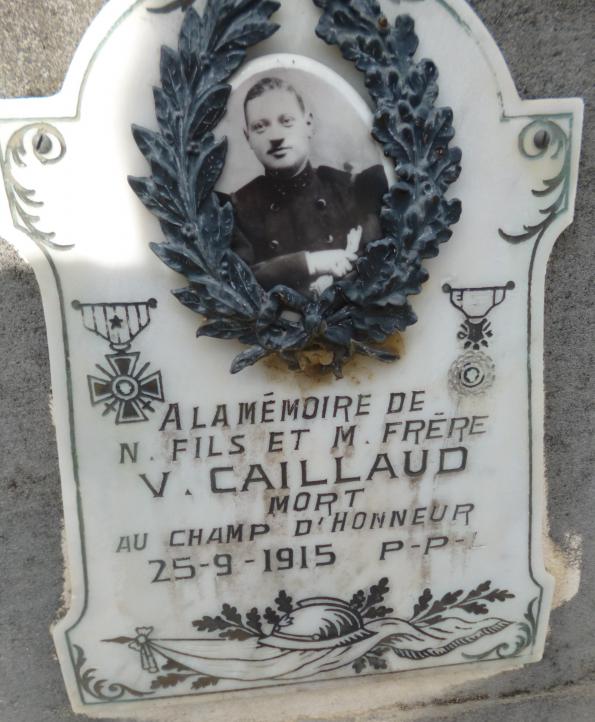 A LA MÉMOIRE DE
N. FILS ET M. FRÈRE
V. CAILLAUD
MORT
AU CHAMP D'HONNEUR
25-9-1915 P-P-L